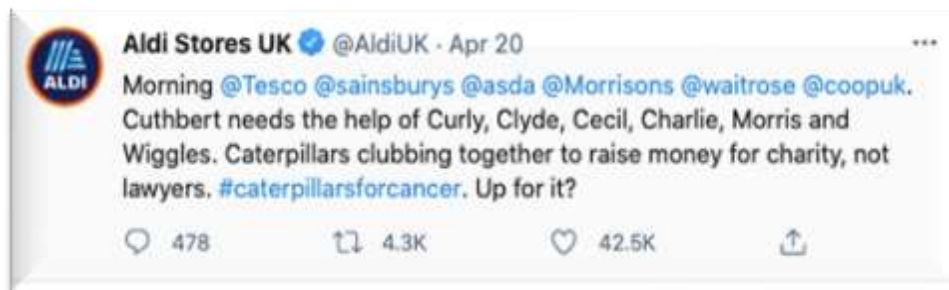 Aldi Stores UK @AldiUK · Apr 20
ALDI
Morning @Tesco @sainsburys @asda @Morrisons @waitrose @coopuk.
Cuthbert needs the help of Curly, Clyde, Cecil, Charlie, Morris and
Wiggles. Caterpillars clubbing together to raise money for charity, not
lawyers. #caterpillarsforcancer. Up for it?
478 4.3K 42.5K